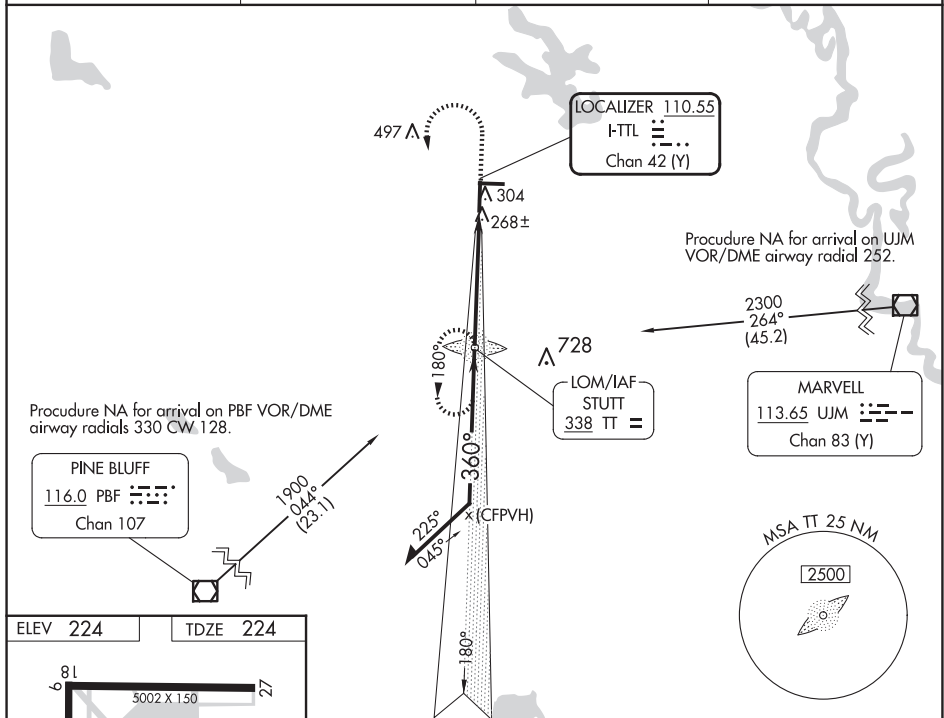 LOCALIZER 110.55
I-TTL
Chan 42 (Y)
497
304
268±
Procudure NA for arrival on UJM
VOR/DME airway radial 252.
2300
264°
(45.2)
728
180°
LOM/IAF
STUTT
338 TT
MARVELL
113.65 UJM
Chan 83 (Y)
Procudure NA for arrival on PBF VOR/DME
airway radials 330 CW 128.
PINE BLUFF
116.0 PBF
Chan 107
1900
044°
(23.1)
360°
(CFPVH)
225°
045°
MSA TT 25 NM
2500
180°
ELEV 224
TDZE 224
18
9
27
5002 X 150